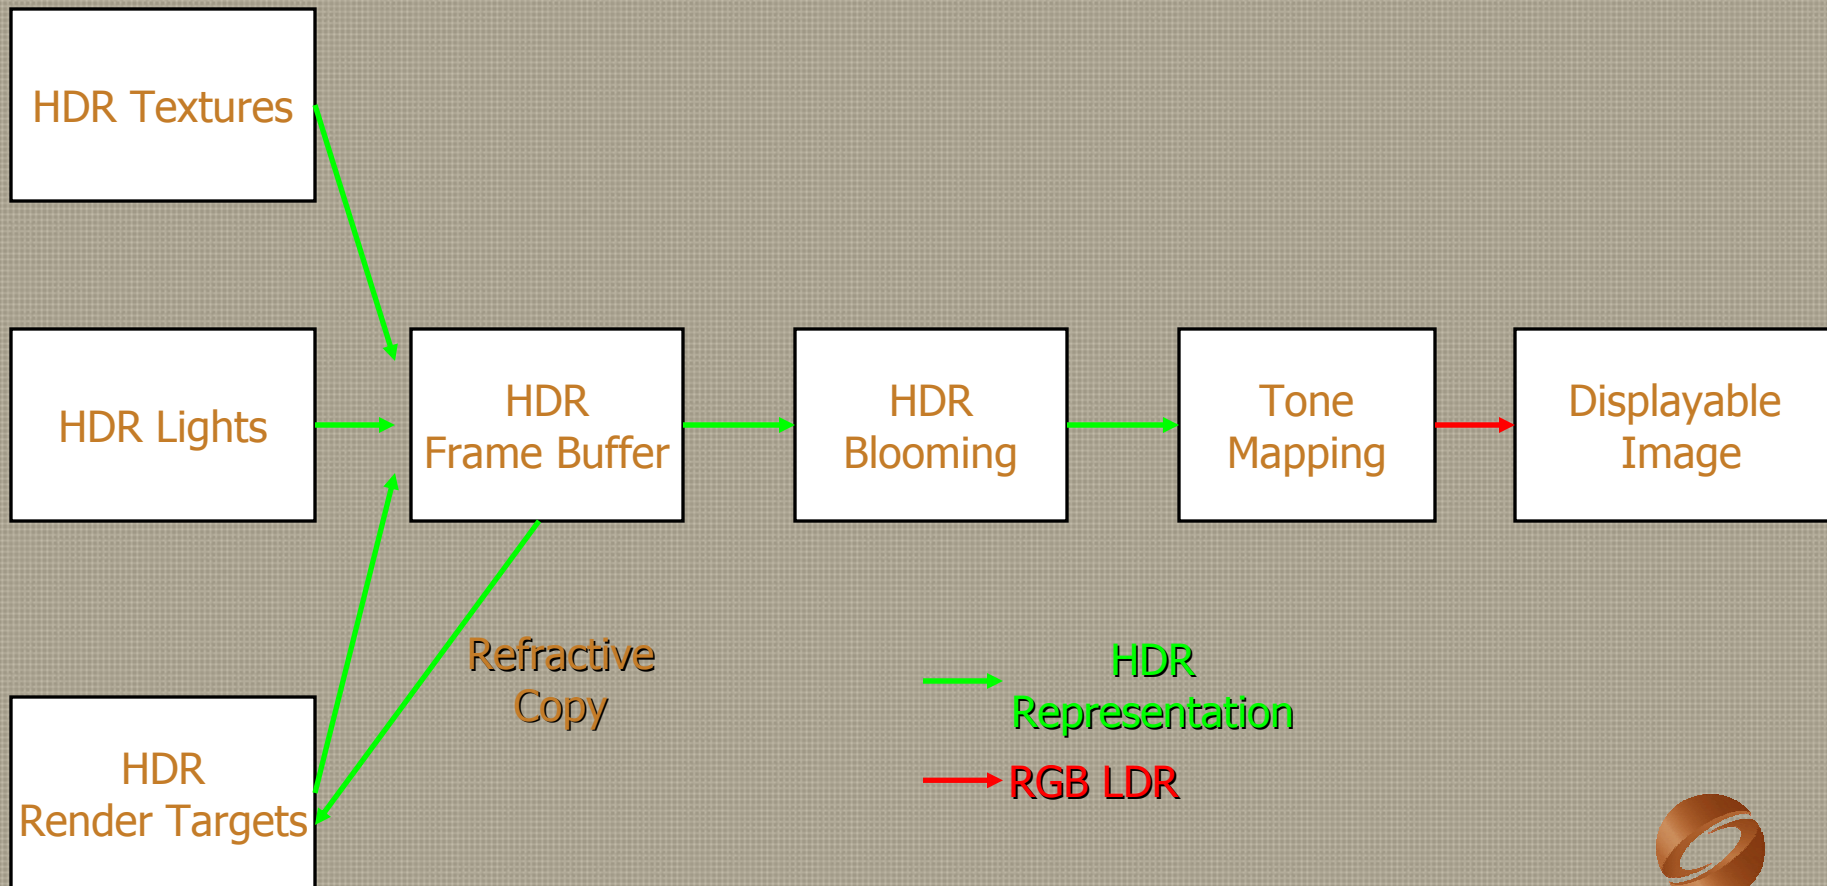 HDR Textures
HDR Lights
HDR
Frame Buffer
HDR
Blooming
Tone
Mapping
Displayable
Image
Refractive
Copy
HDR
Render Targets
HDR
Representation
RGB LDR